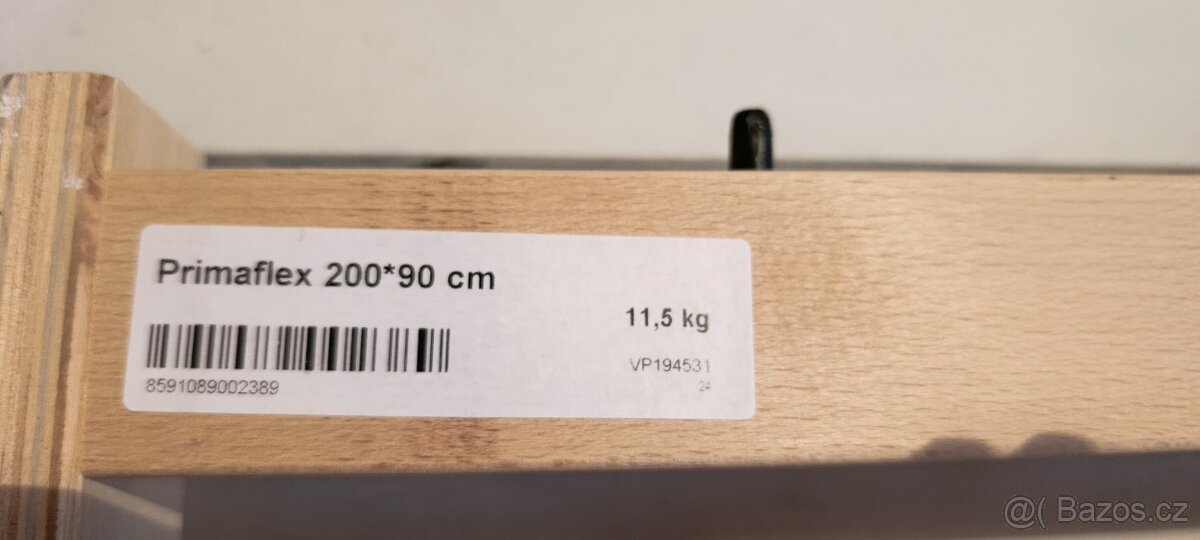 Primaflex 200*90 cm
11,5 kg
8591089002389
VP194531
24
@( Bazos.cz